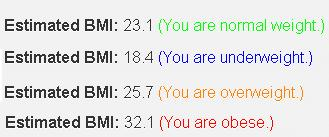 Estimated BMI: 23.1 (You are normal weight.)
Estimated BMI: 18.4 (You are underweight.)
Estimated BMI: 25.7 (You are overweight.)
Estimated BMI: 32.1 (You are obese.)